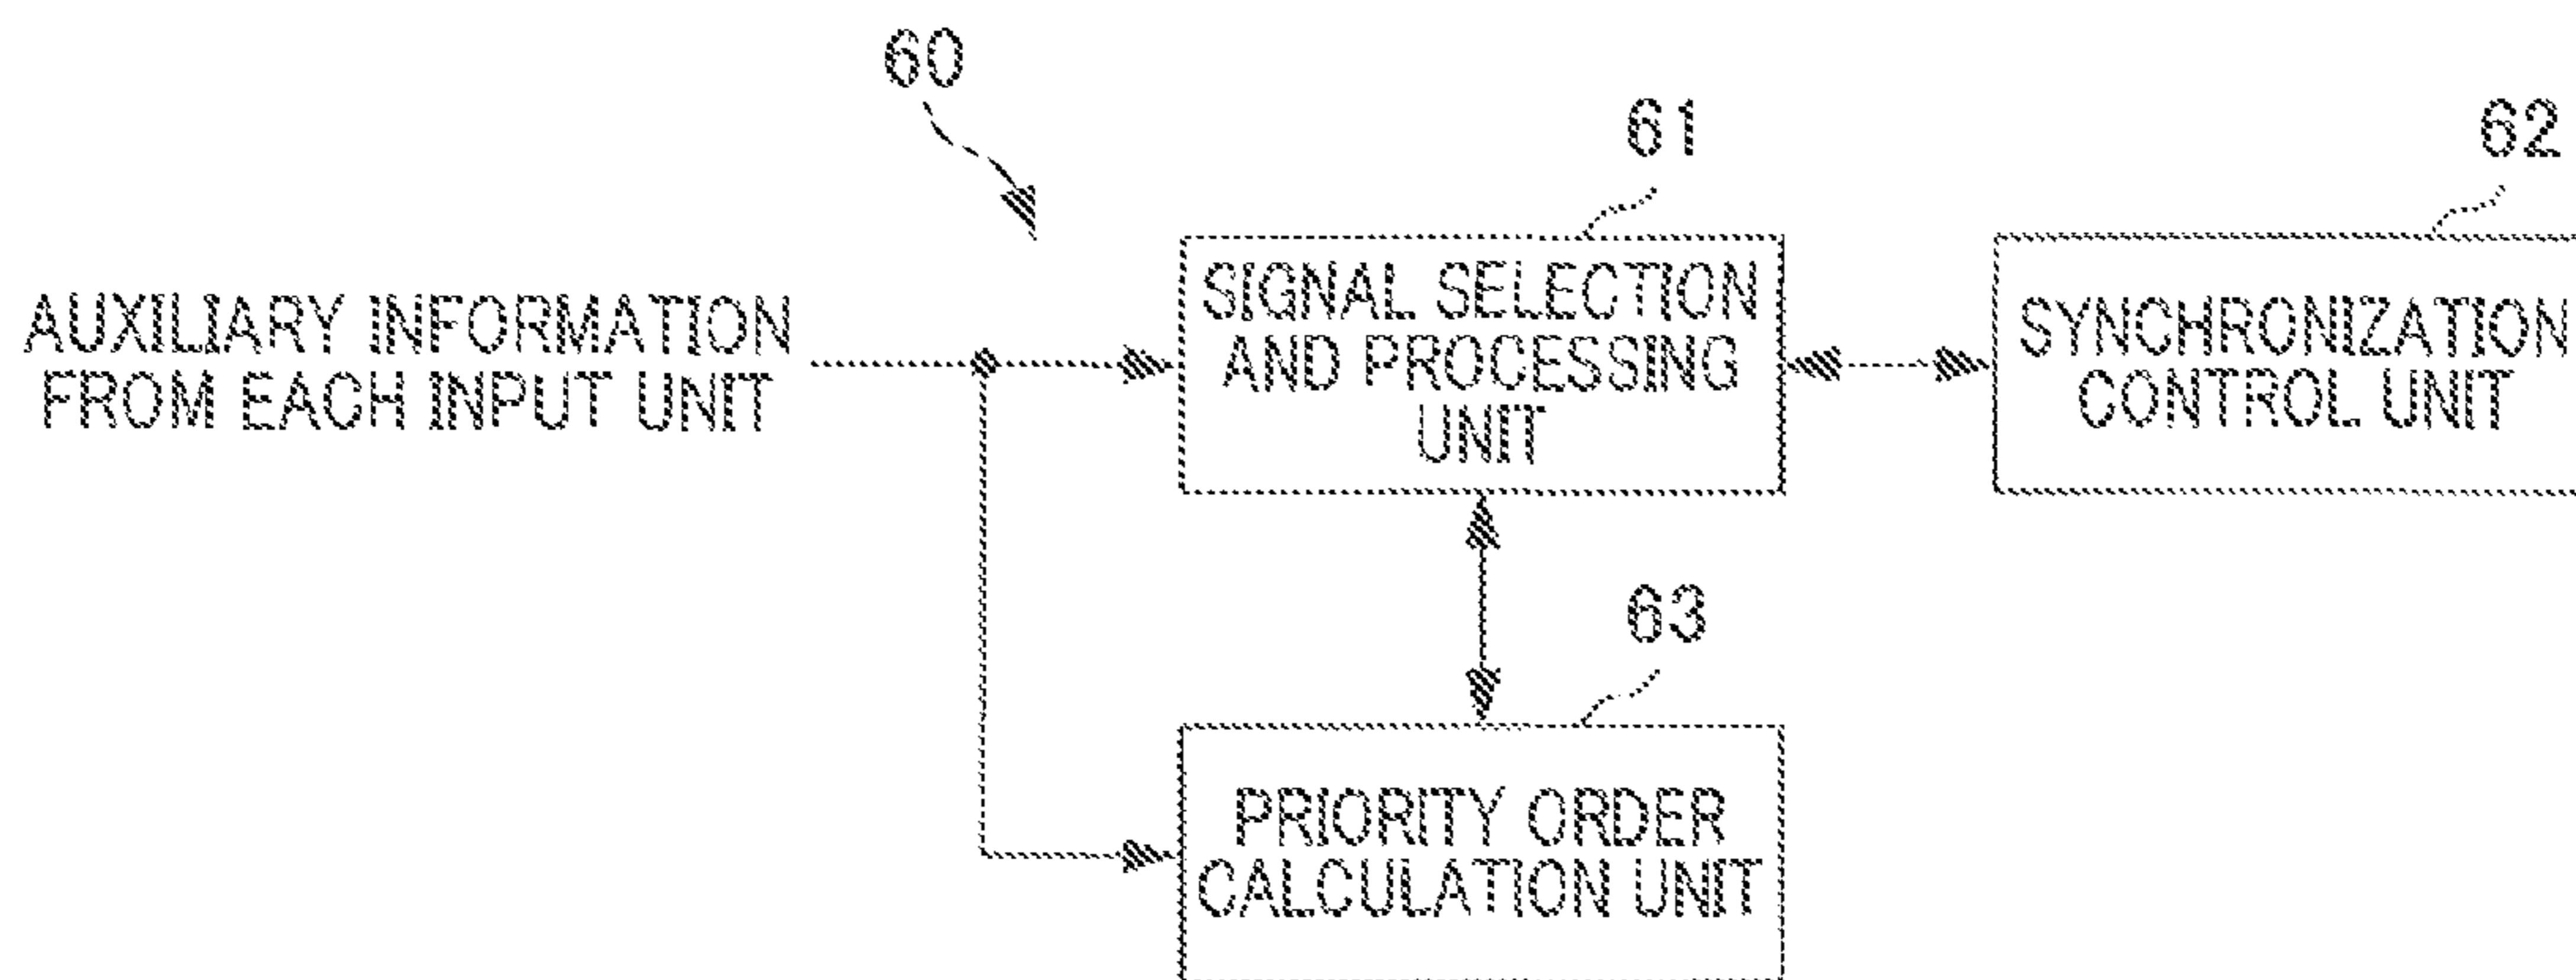 60
61
62
AUXILIARY INFORMATION
FROM EACH INPUT UNIT
SIGNAL SELECTION
AND PROCESSING
UNIT
SYNCHRONIZATION
CONTROL UNIT
63
PRIORITY ORDER
CALCULATION UNIT